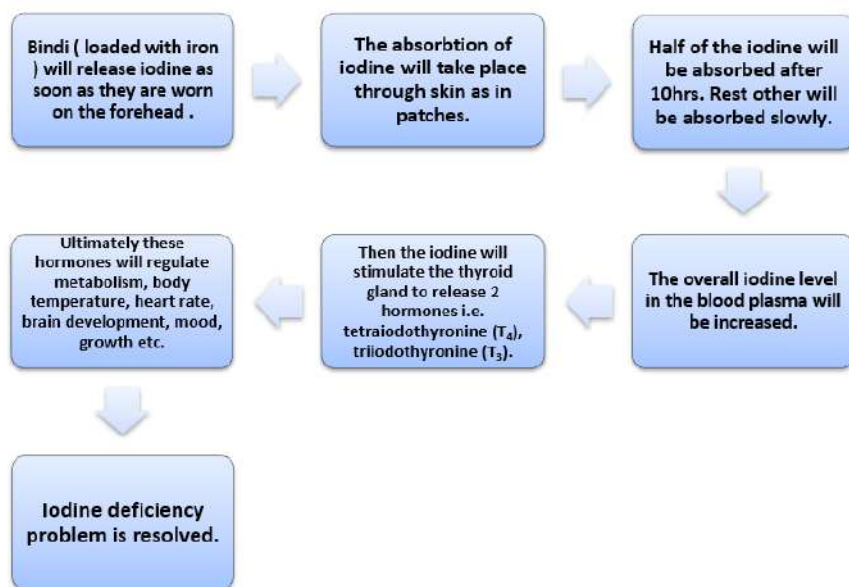 Bindi ( loaded with iron
) will release iodine as
soon as they are worn
on the forehead .
The absorbtion of
iodine will take place
through skin as in
patches.
Half of the iodine will
be absorbed after
10hrs. Rest other will
be absorbed slowly.
The overall iodine level
in the blood plasma will
be increased.
Then the iodine will
stimulate the thyroid
gland to release 2
hormones i.e.
tetraiodothyronine (T₄),
triiodothyronine (T₃).
Ultimately these
hormones will regulate
metabolism, body
temperature, heart rate,
brain development, mood,
growth etc.
Iodine deficiency
problem is resolved.